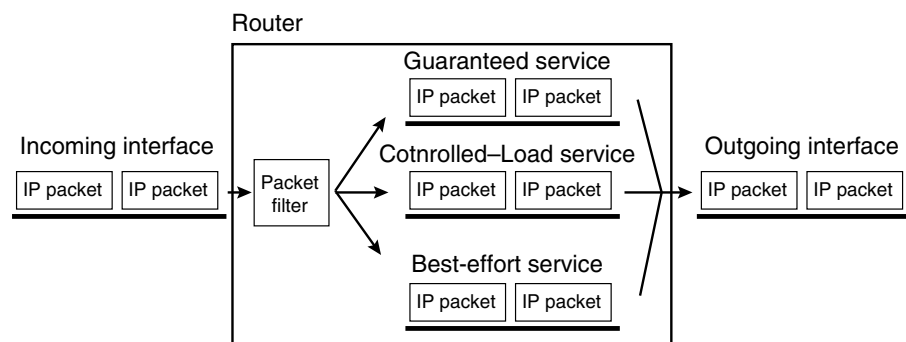 Router
Guaranteed service
IP packet IP packet
Incoming interface
IP packet IP packet
Packet
filter
Cotnrolled–Load service
IP packet IP packet
Outgoing interface
IP packet IP packet
Best-effort service
IP packet IP packet